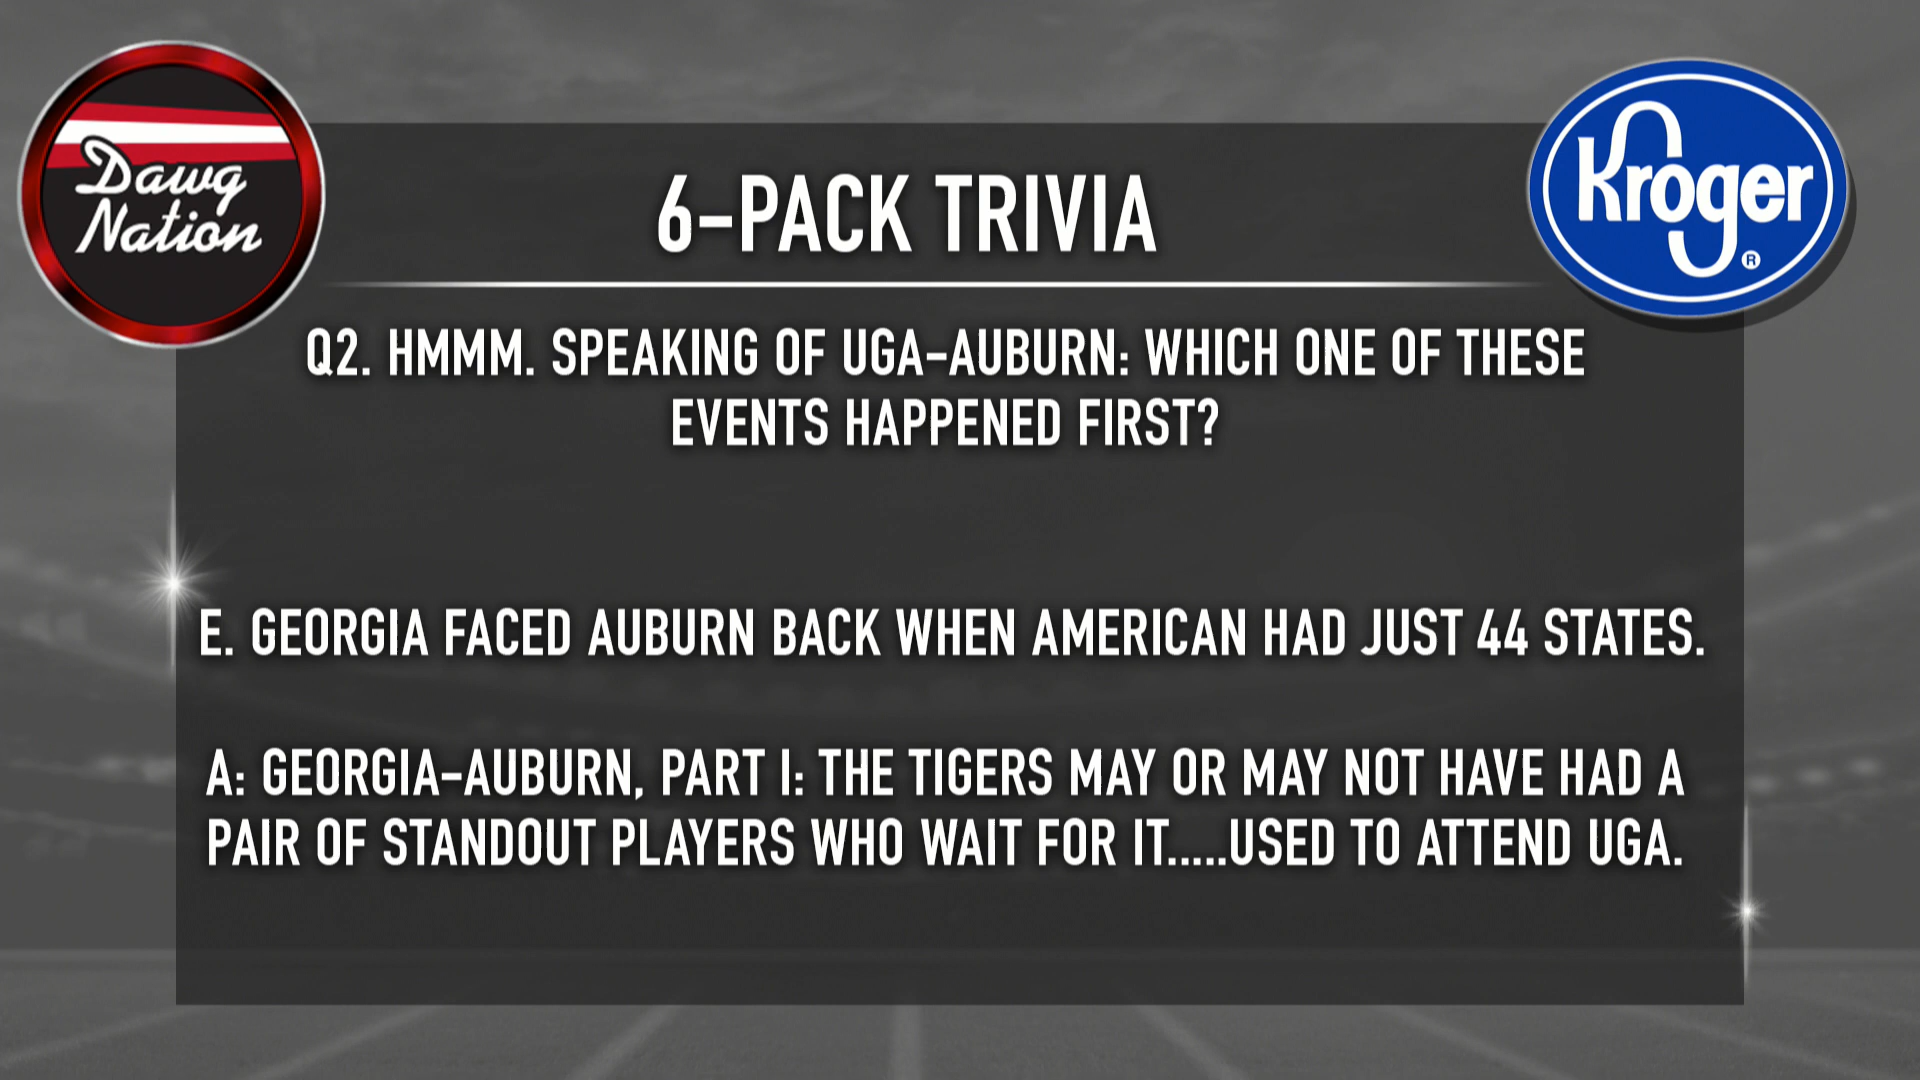 Dawg
Nation
Kroger
®
6-PACK TRIVIA
Q2. HMMM. SPEAKING OF UGA-AUBURN: WHICH ONE OF THESE
EVENTS HAPPENED FIRST?
E. GEORGIA FACED AUBURN BACK WHEN AMERICAN HAD JUST 44 STATES.
A: GEORGIA-AUBURN, PART I: THE TIGERS MAY OR MAY NOT HAVE HAD A
PAIR OF STANDOUT PLAYERS WHO WAIT FOR IT.....USED TO ATTEND UGA.